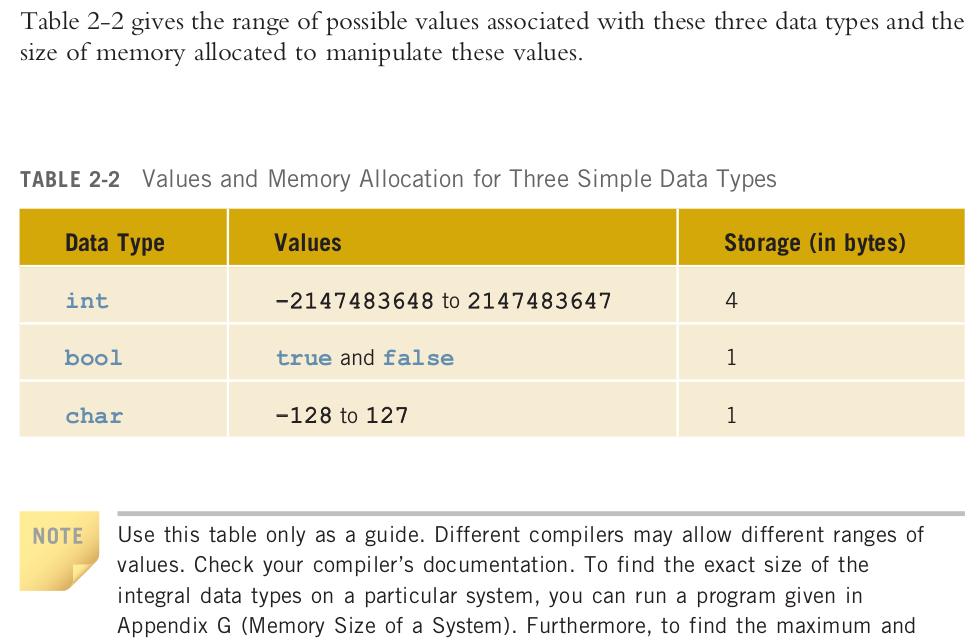 Table 2-2 gives the range of possible values associated with these three data types and the
size of memory allocated to manipulate these values.
TABLE 2-2 Values and Memory Allocation for Three Simple Data Types
Data Type Values Storage (in bytes)
int −2147483648 to 2147483647 4
bool true and false 1
char −128 to 127 1
NOTE
Use this table only as a guide. Different compilers may allow different ranges of
values. Check your compiler’s documentation. To find the exact size of the
integral data types on a particular system, you can run a program given in
Appendix G (Memory Size of a System). Furthermore, to find the maximum and